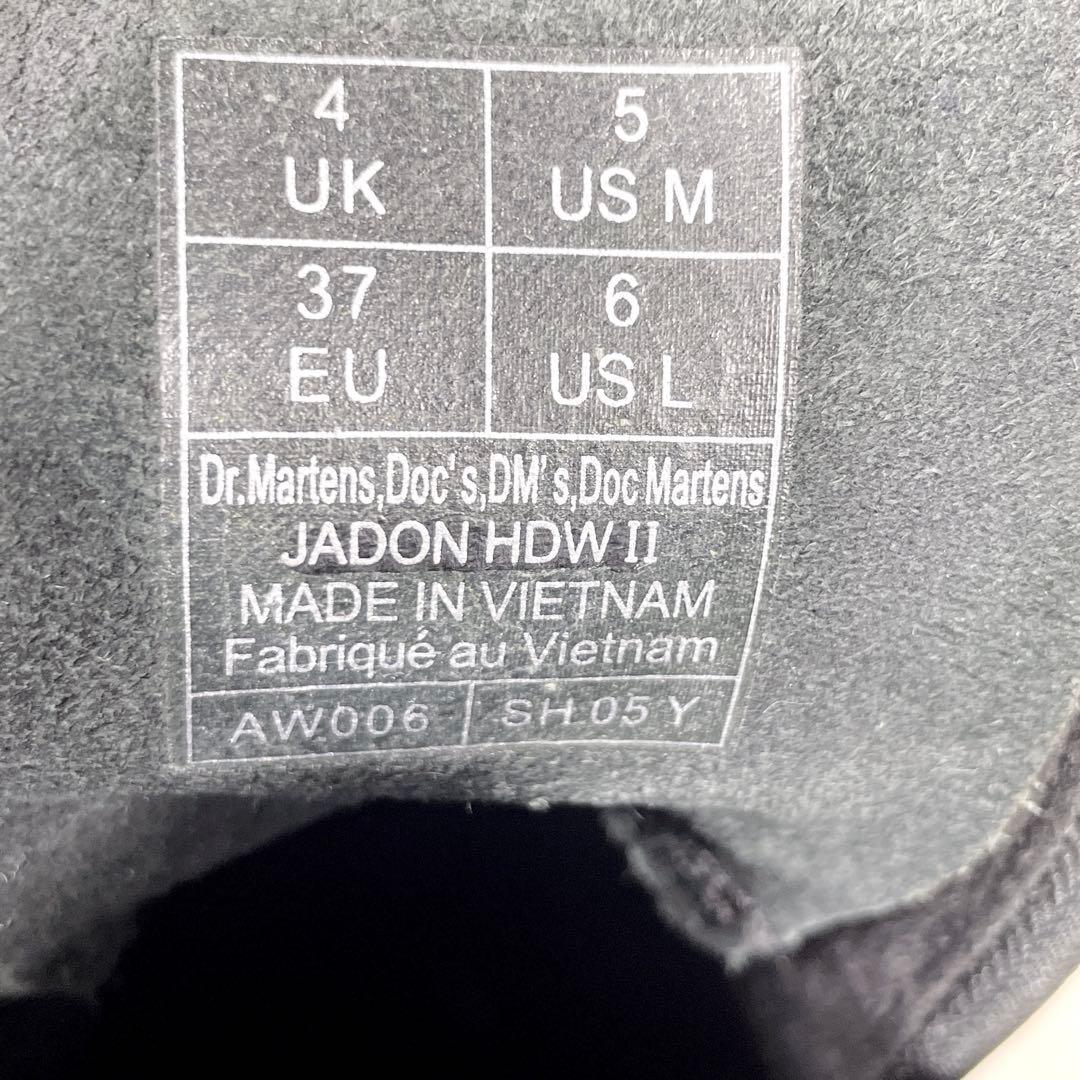 4 5
UK US M
37 6
EU US L
Dr.Martens,Doc's,DM's,Doc Martens
JADON HDW II
MADE IN VIETNAM
Fabriqué au Vietnam
AW006 SH 05 Y